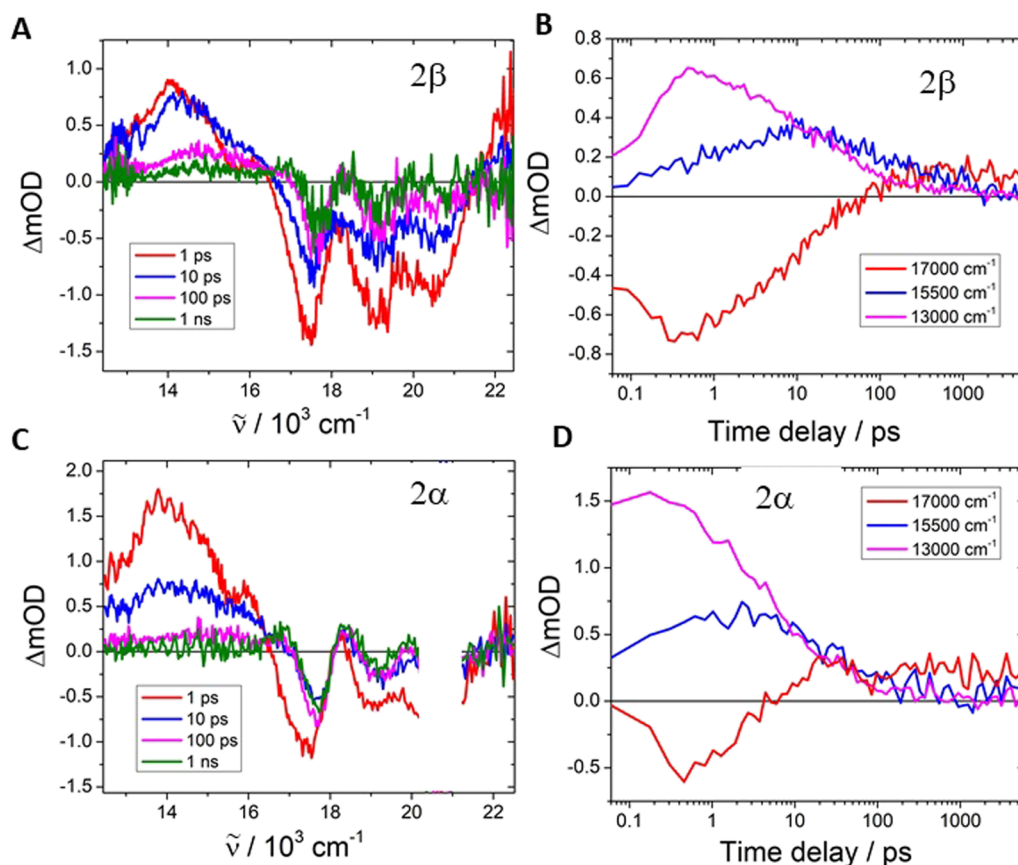 A
2β
ΔmOD
1.0
0.5
0.0
-0.5
-1.0
-1.5
1 ps
10 ps
100 ps
1 ns
14 16 18 20 22
ṽ / 10³ cm⁻¹
B
2β
ΔmOD
0.8
0.6
0.4
0.2
0.0
-0.2
-0.4
-0.6
-0.8
17000 cm⁻¹
15500 cm⁻¹
13000 cm⁻¹
0.1 1 10 100 1000
Time delay / ps
C
2α
ΔmOD
2.0
1.5
1.0
0.5
0.0
-0.5
-1.0
-1.5
1 ps
10 ps
100 ps
1 ns
14 16 18 20 22
ṽ / 10³ cm⁻¹
D
2α
ΔmOD
1.5
1.0
0.5
0.0
-0.5
17000 cm⁻¹
15500 cm⁻¹
13000 cm⁻¹
0.1 1 10 100 1000
Time delay / ps